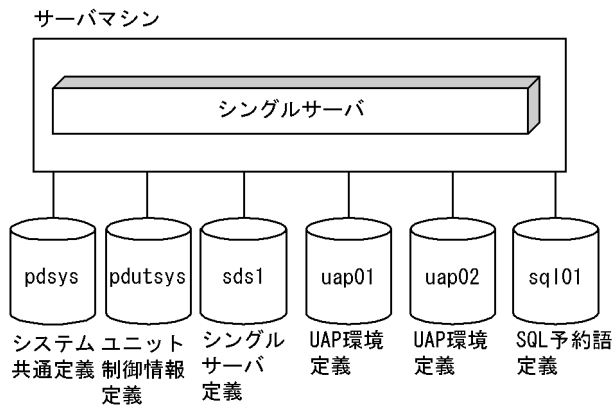 サーバマシン
シングルサーバ
pdsys
pdutsys
sds1
uap01
uap02
sql01
システム
共通定義
ユニット
制御情報
定義
シングル
サーバ
定義
UAP環境
定義
UAP環境
定義
SQL予約語
定義